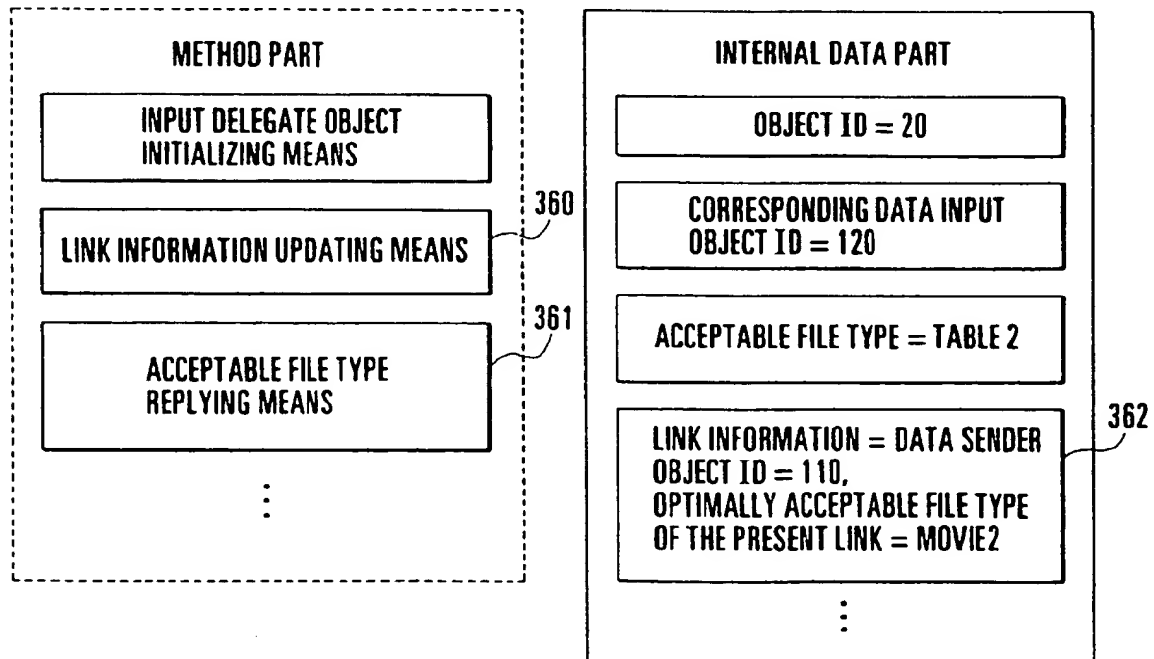 METHOD PART
INPUT DELEGATE OBJECT
INITIALIZING MEANS
LINK INFORMATION UPDATING MEANS
360
ACCEPTABLE FILE TYPE
REPLYING MEANS
361
INTERNAL DATA PART
OBJECT ID = 20
CORRESPONDING DATA INPUT
OBJECT ID = 120
ACCEPTABLE FILE TYPE = TABLE 2
LINK INFORMATION = DATA SENDER
OBJECT ID = 110,
OPTIMALLY ACCEPTABLE FILE TYPE
OF THE PRESENT LINK = MOVIE2
362